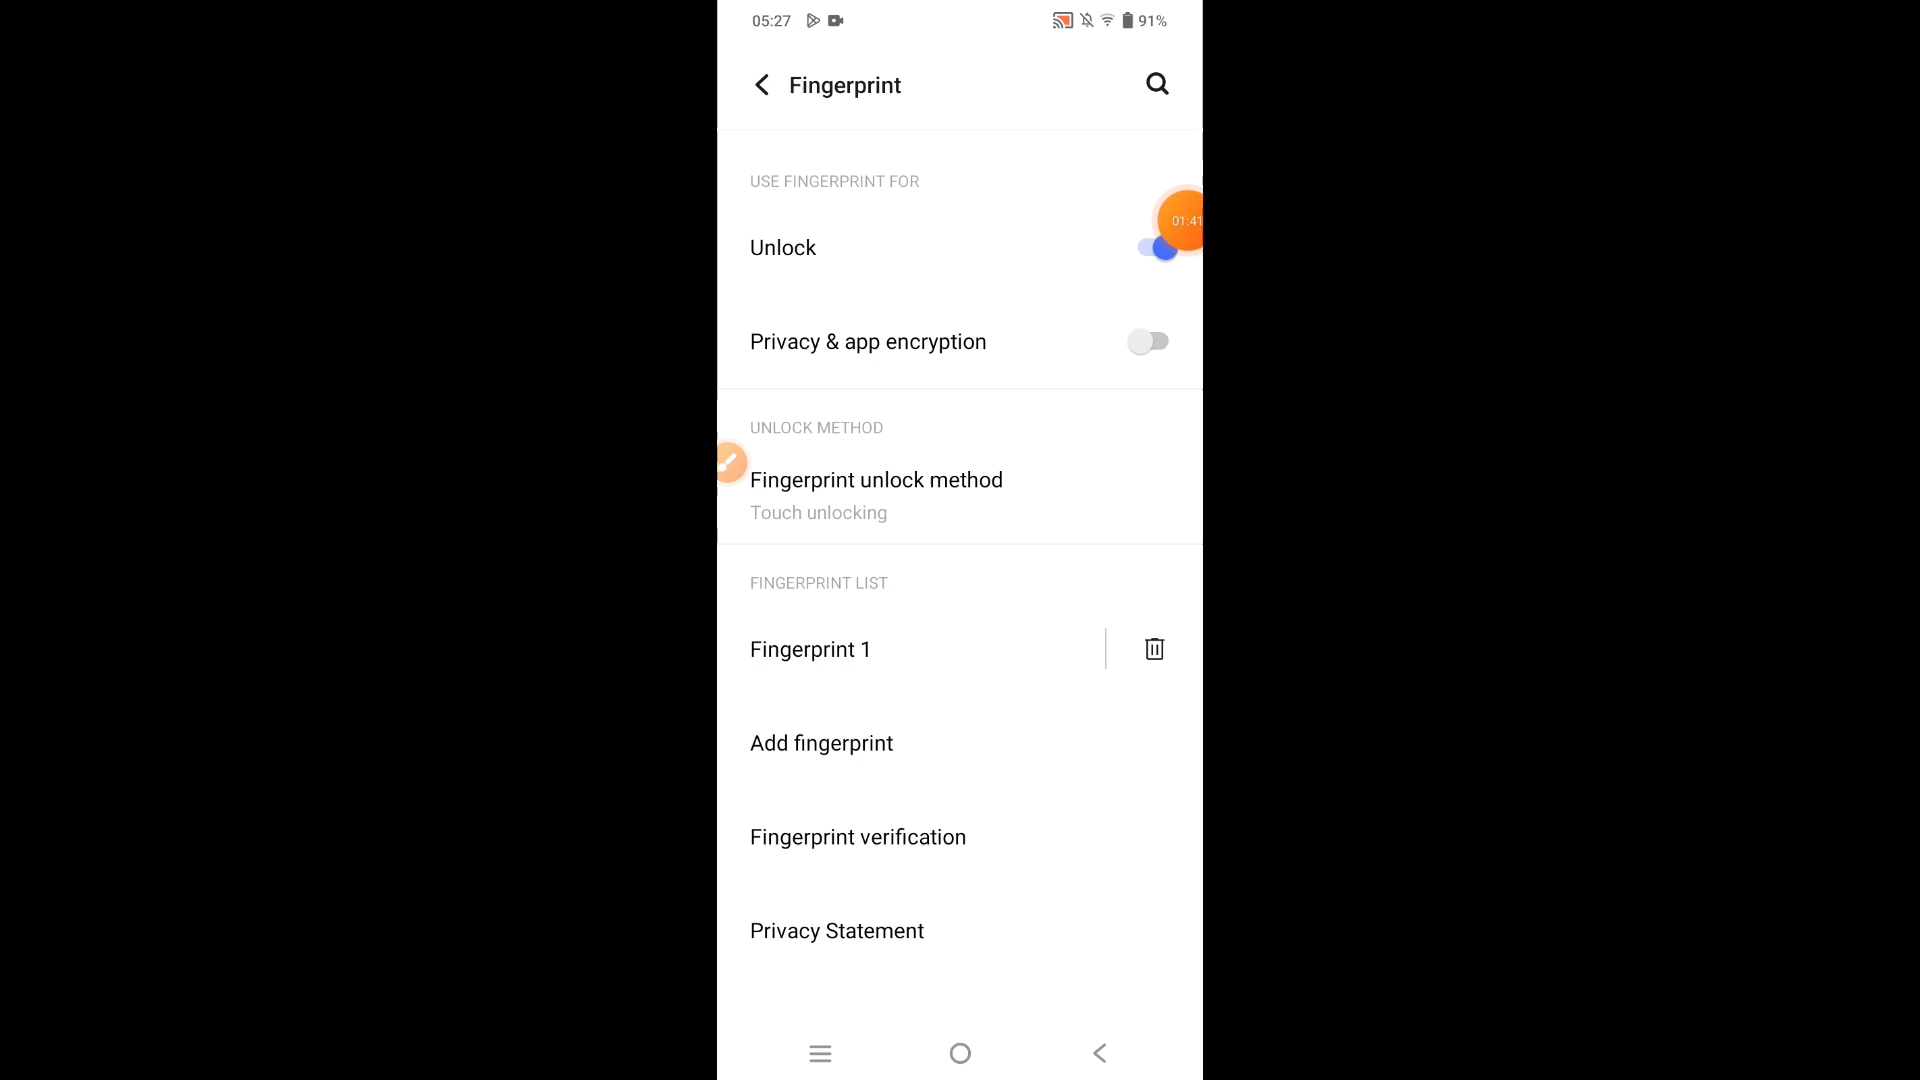 05:27 91%
Fingerprint
USE FINGERPRINT FOR
01:41
Unlock
Privacy & app encryption
UNLOCK METHOD
Fingerprint unlock method
Touch unlocking
FINGERPRINT LIST
Fingerprint 1
Add fingerprint
Fingerprint verification
Privacy Statement